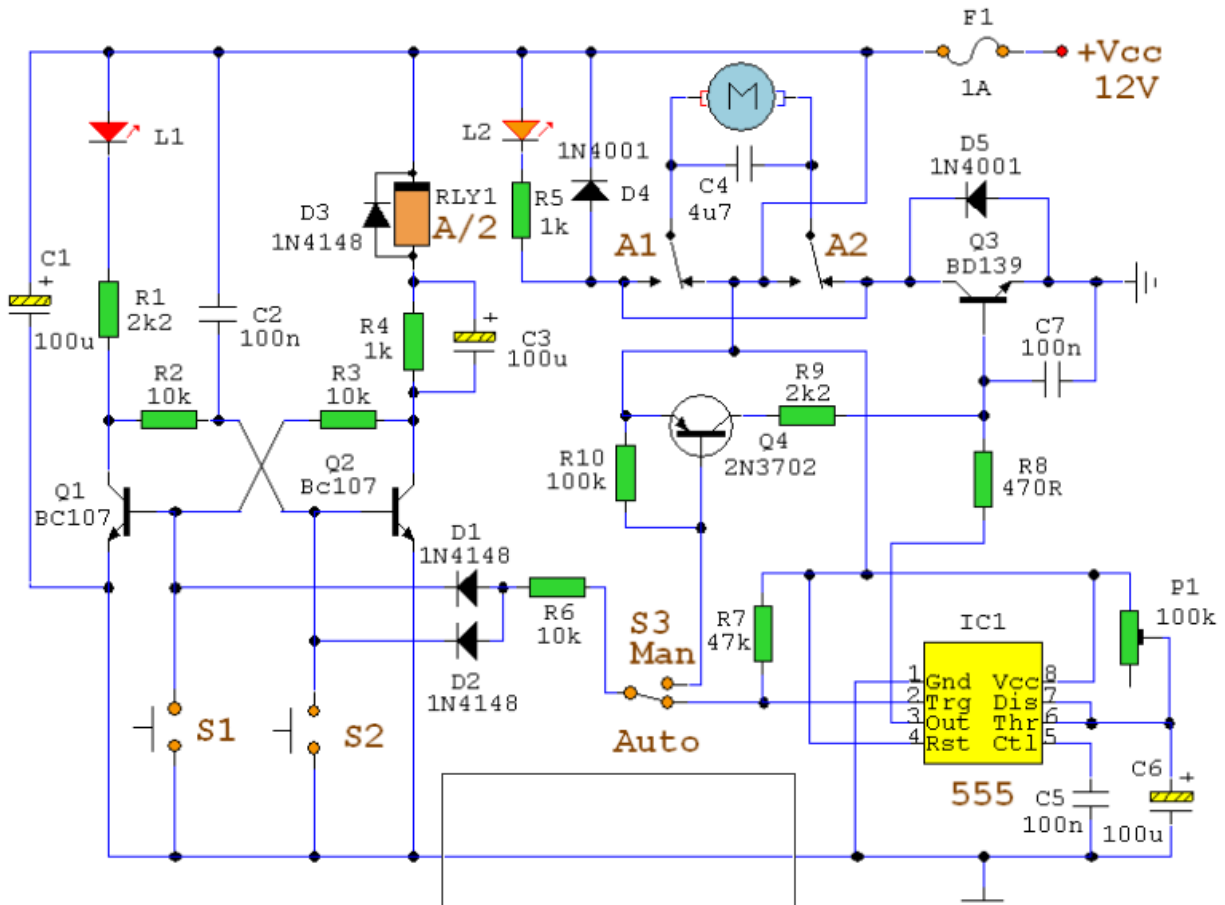 F1
1A
+Vcc
12V
L1
L2
1N4001
D4
R5
1k
D3
1N4148
RLY1
A/2
C4
4u7
M
A1
A2
D5
1N4001
Q3
BD139
C1
+
100u
R1
2k2
C2
100n
R4
1k
+
C3
100u
C7
100n
R2
10k
R3
10k
R9
2k2
Q4
2N3702
R10
100k
R8
470R
Q1
BC107
Q2
Bc107
D1
1N4148
D2
1N4148
R6
10k
S3
Man
Auto
R7
47k
IC1
P1
100k
1 Gnd Vcc 8
2 Trg Dis 7
3 Out Thr 6
4 Rst Ctl 5
555
S1
S2
C5
100n
C6
+
100u